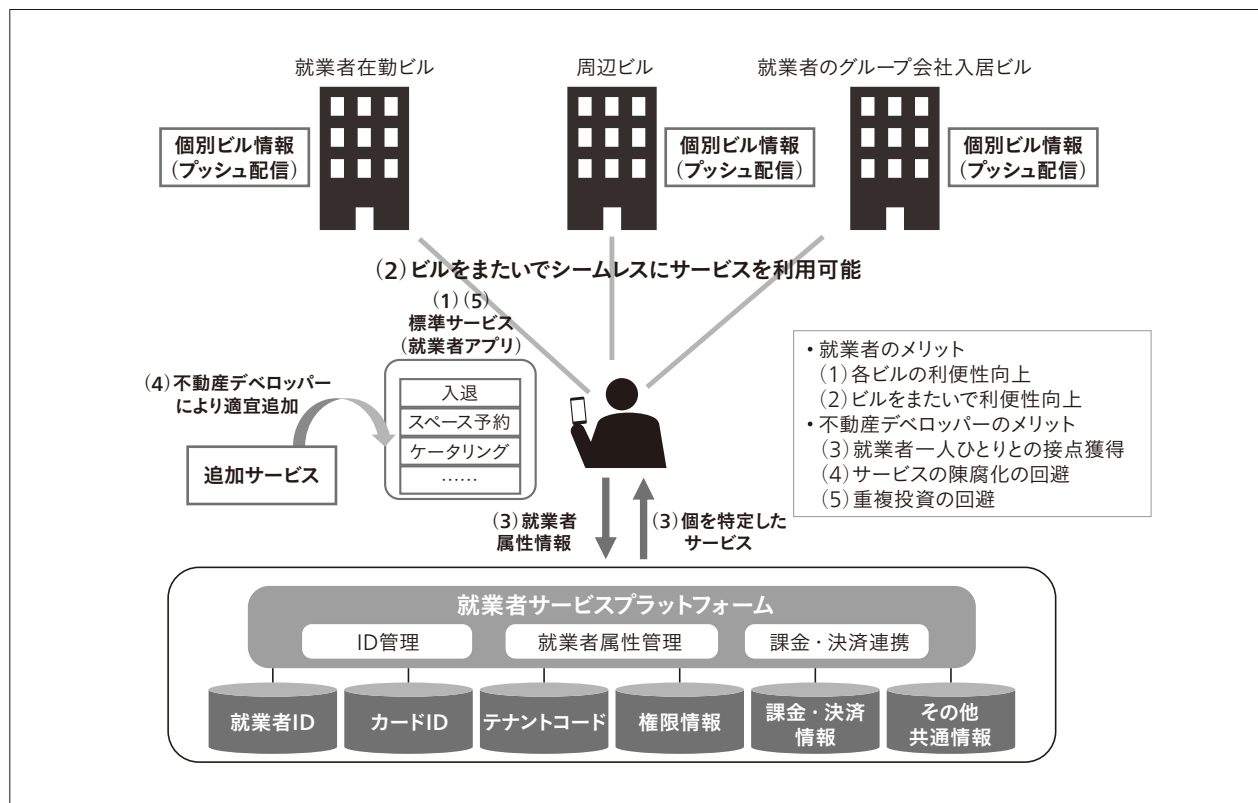 就業者在勤ビル
周辺ビル
就業者のグループ会社入居ビル
個別ビル情報
(プッシュ配信)
個別ビル情報
(プッシュ配信)
個別ビル情報
(プッシュ配信)
(2)ビルをまたいでシームレスにサービスを利用可能
(1)(5)
標準サービス
(就業者アプリ)
(4)不動産デベロッパー
により適宜追加
追加サービス
入退
スペース予約
ケータリング
……
・就業者のメリット
(1)各ビルの利便性向上
(2)ビルをまたいで利便性向上
・不動産デベロッパーのメリット
(3)就業者一人ひとりとの接点獲得
(4)サービスの陳腐化の回避
(5)重複投資の回避
(3)就業者
属性情報
(3)個を特定した
サービス
就業者サービスプラットフォーム
ID管理
就業者属性管理
課金・決済連携
就業者ID
カードID
テナントコード
権限情報
課金・決済
情報
その他
共通情報